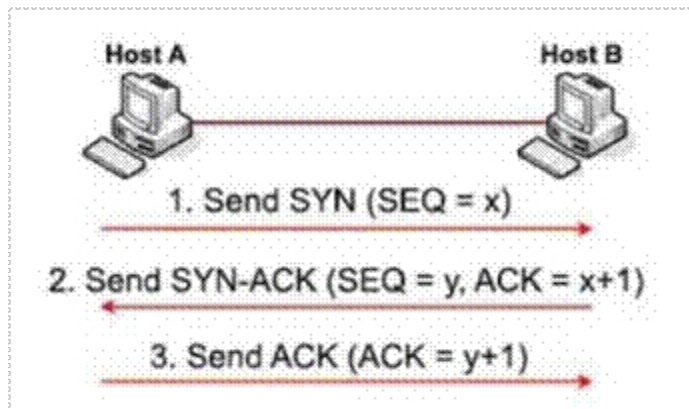 Host A
Host B
1. Send SYN (SEQ = x)
2. Send SYN-ACK (SEQ = y, ACK = x+1)
3. Send ACK (ACK = y+1)